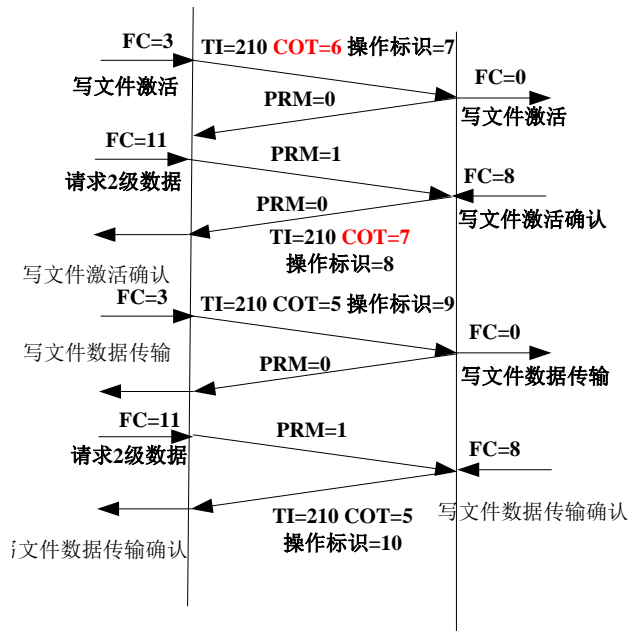 FC=3
TI=210 COT=6 操作标识=7
写文件激活
FC=0
PRM=0
写文件激活
FC=11
PRM=1
请求2级数据
FC=8
PRM=0
写文件激活确认
TI=210 COT=7
操作标识=8
写文件激活确认
FC=3
TI=210 COT=5 操作标识=9
FC=0
写文件数据传输
PRM=0
写文件数据传输
FC=11
PRM=1
请求2级数据
FC=8
TI=210 COT=5
写文件数据传输确认
操作标识=10
写文件数据传输确认